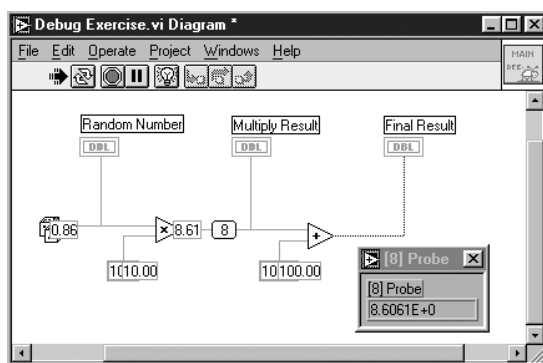 Debug Exercise.vi Diagram *
File Edit Operate Project Windows Help
MAIN
Random Number Multiply Result Final Result
DBL DBL DBL
0.86 × 8.61 8 +
10.00 100.00
[8] Probe
[8] Probe
8.6061E+0